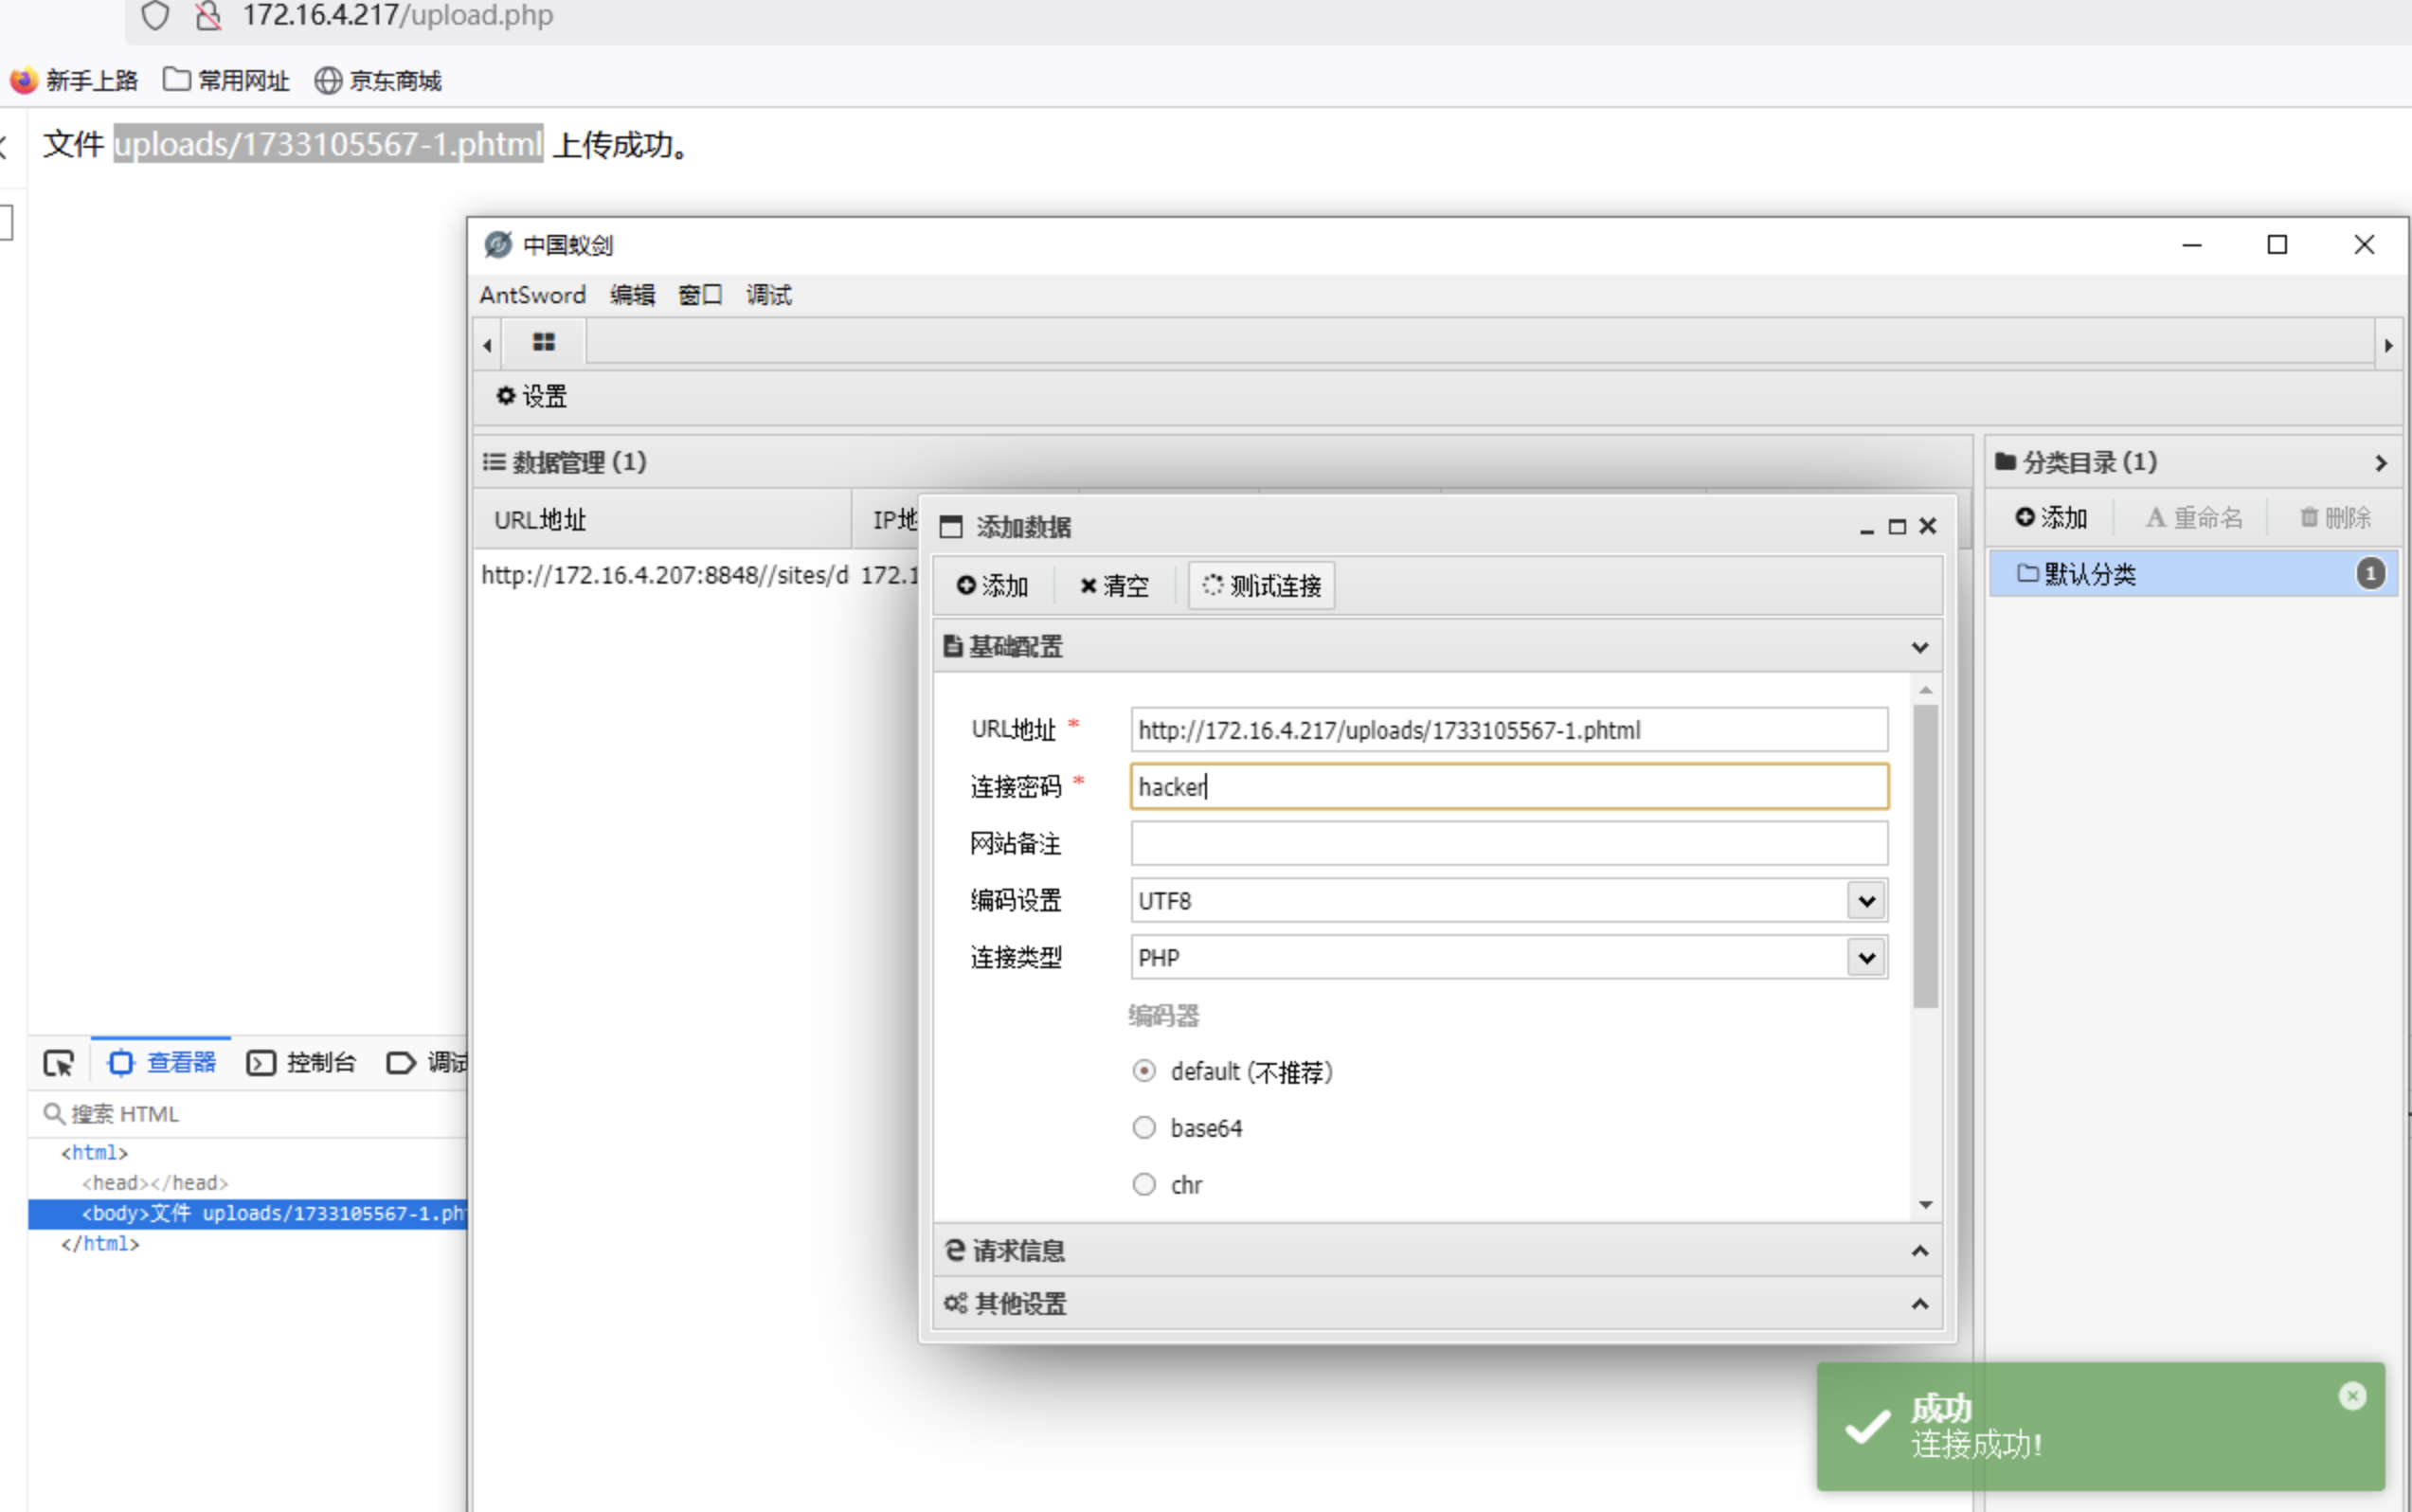 172.16.4.217/upload.php
新手上路 常用网址 京东商城
文件 uploads/1733105567-1.phtml 上传成功。
中国蚁剑
AntSword 编辑 窗口 调试
设置
数据管理 (1)
分类目录 (1)
URL地址 IP地
添加 重命名 删除
http://172.16.4.207:8848//sites/d 172.1
默认分类 1
添加数据
添加 清空 测试连接
基础配置
URL地址 * http://172.16.4.217/uploads/1733105567-1.phtml
连接密码 * hacker
网站备注
编码设置 UTF8
连接类型 PHP
编码器
default (不推荐)
base64
chr
请求信息
其他设置
查看器 控制台 调试
搜索 HTML
<html>
<head></head>
<body>文件 uploads/1733105567-1.ph
</html>
成功
连接成功!